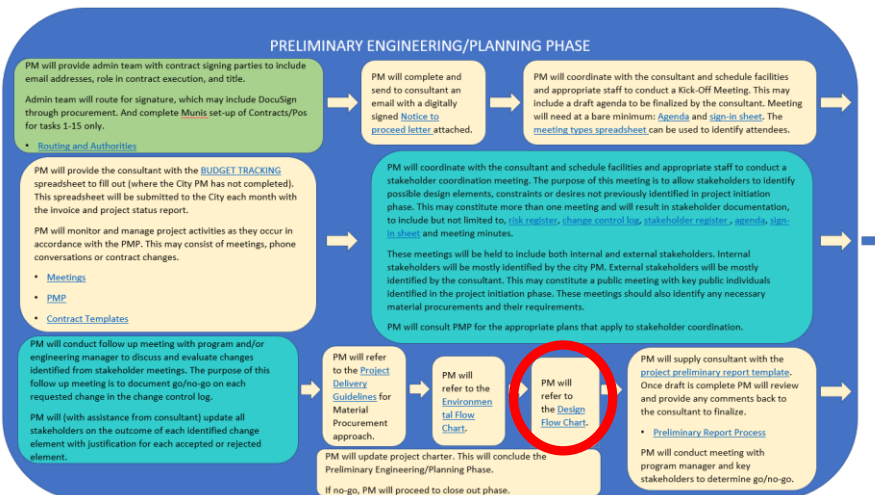 PRELIMINARY ENGINEERING/PLANNING PHASE
PM will provide admin team with contract signing parties to include
email addresses, role in contract execution, and title.
Admin team will route for signature, which may include DocuSign
through procurement. And complete Munis set-up of Contracts/Pos
for tasks 1-15 only.
• Routing and Authorities
PM will complete and
send to consultant an
email with a digitally
signed Notice to
proceed letter attached.
PM will coordinate with the consultant and schedule facilities
and appropriate staff to conduct a Kick-Off Meeting. This may
include a draft agenda to be finalized by the consultant. Meeting
will need at a bare minimum: Agenda and sign-in sheet. The
meeting types spreadsheet can be used to identify attendees.
PM will provide the consultant with the BUDGET TRACKING
spreadsheet to fill out (where the City PM has not completed).
This spreadsheet will be submitted to the City each month with
the invoice and project status report.
PM will monitor and manage project activities as they occur in
accordance with the PMP. This may consist of meetings, phone
conversations or contract changes.
• Meetings
• PMP
• Contract Templates
PM will coordinate with the consultant and schedule facilities and appropriate staff to conduct a
stakeholder coordination meeting. The purpose of this meeting is to allow stakeholders to identify
possible design elements, constraints or desires not previously identified in project initiation
phase. This may constitute more than one meeting and will result in stakeholder documentation,
to include but not limited to, risk register, change control log, stakeholder register , agenda, sign-
in sheet and meeting minutes.
These meetings will be held to include both internal and external stakeholders. Internal
stakeholders will be mostly identified by the city PM. External stakeholders will be mostly
identified by the consultant. This may constitute a public meeting with key public individuals
identified in the project initiation phase. These meetings should also identify any necessary
material procurements and their requirements.
PM will consult PMP for the appropriate plans that apply to stakeholder coordination.
PM will conduct follow up meeting with program and/or
engineering manager to discuss and evaluate changes
identified from stakeholder meetings. The purpose of this
follow up meeting is to document go/no-go on each
requested change in the change control log.
PM will (with assistance from consultant) update all
stakeholders on the outcome of each identified change
element with justification for each accepted or rejected
element.
PM will refer
to the Project
Delivery
Guidelines for
Material
Procurement
approach.
PM will
refer to the
Environmen
tal Flow
Chart.
PM will
refer to
the Design
Flow Chart.
PM will supply consultant with the
project preliminary report template.
Once draft is complete PM will review
and provide any comments back to
the consultant to finalize.
• Preliminary Report Process
PM will conduct meeting with
program manager and key
stakeholders to determine go/no-go.
PM will update project charter. This will conclude the
Preliminary Engineering/Planning Phase.
If no-go, PM will proceed to close out phase.